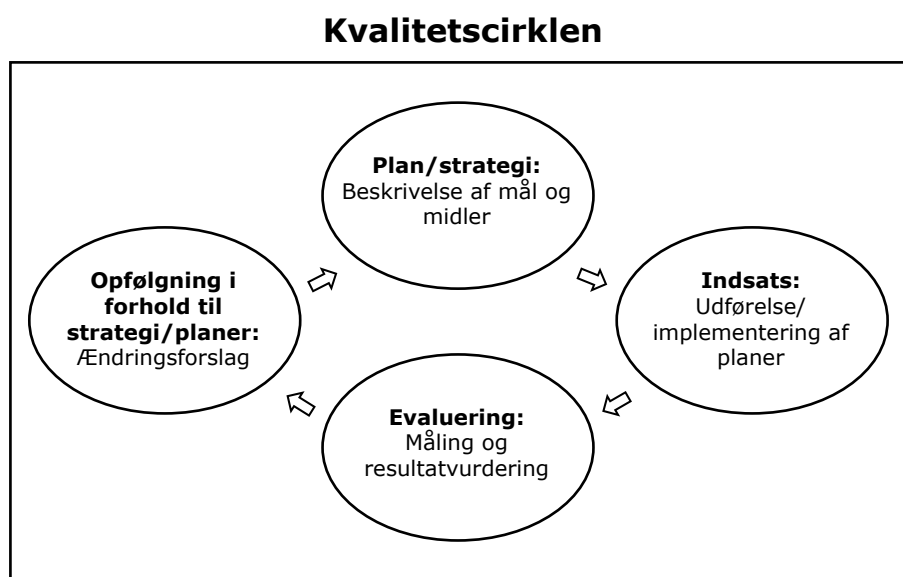 Kvalitetscirklen
Plan/strategi:
Beskrivelse af mål og
midler
Indsats:
Udførelse/
implementering af
planer
Evaluering:
Måling og
resultatvurdering
Opfølgning i
forhold til
strategi/planer:
Ændringsforslag